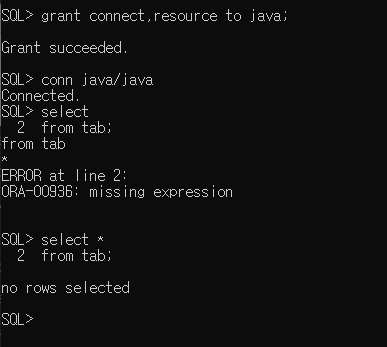 SQL> grant connect,resource to java;
Grant succeeded.
SQL> conn java/java
Connected.
SQL> select
2 from tab;
from tab
*
ERROR at line 2:
ORA-00936: missing expression
SQL> select *
2 from tab;
no rows selected
SQL>